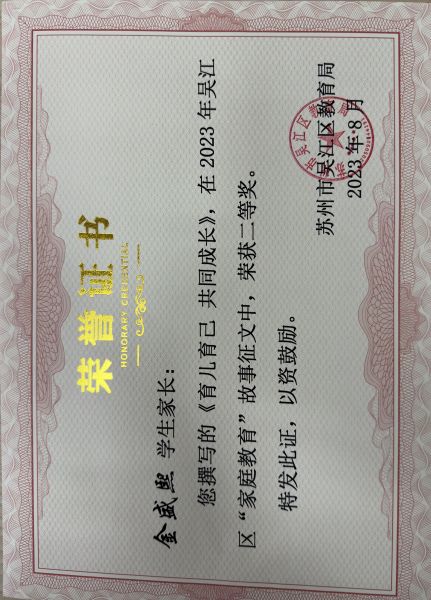 荣誉证书
HONORARY CREDENTIAL
金盛熙 学生家长:
您撰写的《育儿育己 共同成长》，在 2023 年吴江
区“家庭教育”故事征文中，荣获二等奖。
特发此证，以资鼓励。
苏州市吴江区教育局
2023 年 8 月